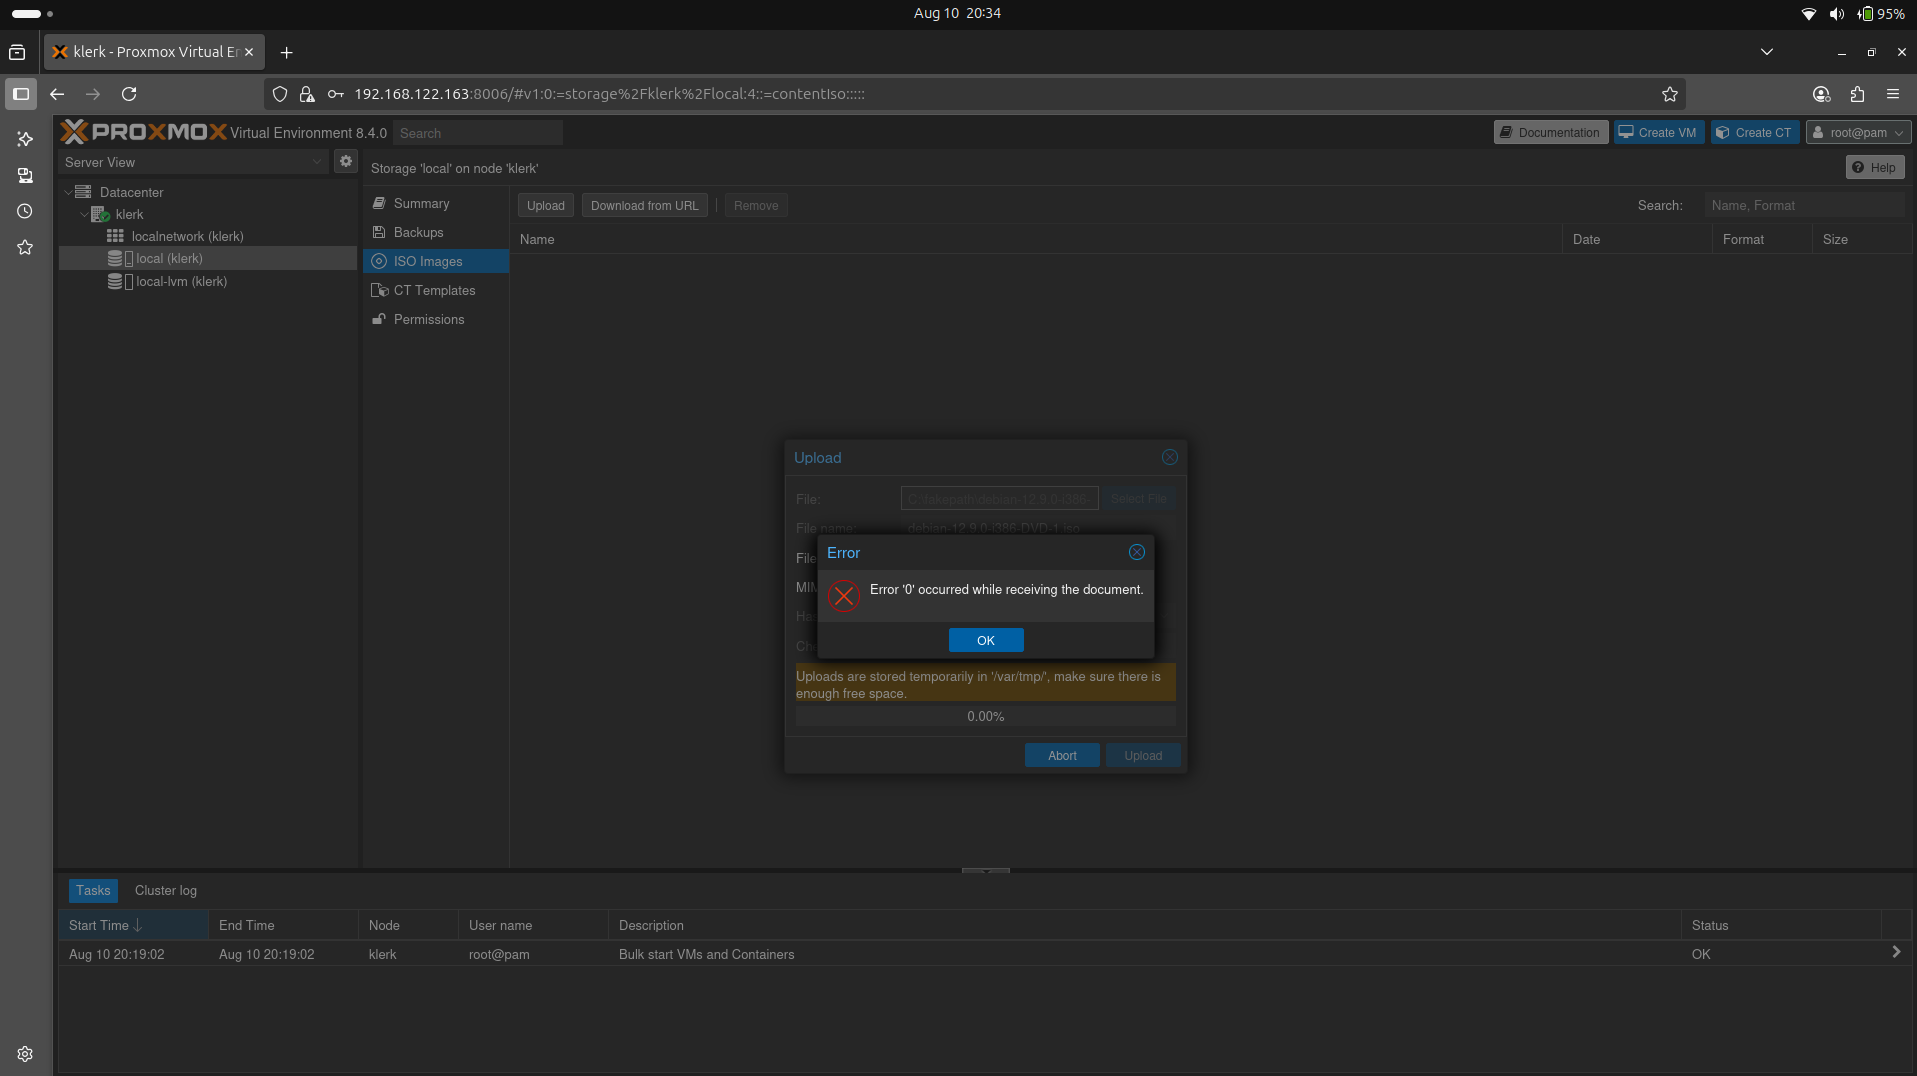 Aug 10 20:34
95%
klerk - Proxmox Virtual En
192.168.122.163:8006/#v1:0:=storage%2Fklerk%2Flocal:4::=contentIso:::::
PROXMOX Virtual Environment 8.4.0
Search
Documentation
Create VM
Create CT
root@pam
Server View
Storage 'local' on node 'klerk'
Help
Datacenter
klerk
localnetwork (klerk)
local (klerk)
local-lvm (klerk)
Summary
Backups
ISO Images
CT Templates
Permissions
Upload
Download from URL
Remove
Search:
Name, Format
Name
Date
Format
Size
Upload
File:
C:\fakepath\debian-12.9.0-i386-
Select File
File name:
debian-12.9.0-i386-DVD-1.iso
File
MIM
Ha
Ch
Error
Error '0' occurred while receiving the document.
OK
Uploads are stored temporarily in '/var/tmp/', make sure there is
enough free space.
0.00%
Abort
Upload
Tasks
Cluster log
Start Time
End Time
Node
User name
Description
Status
Aug 10 20:19:02
Aug 10 20:19:02
klerk
root@pam
Bulk start VMs and Containers
OK